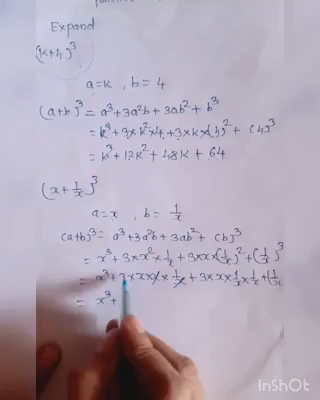 Expand
(k+4)³
a=k, b=4
(a+b)³ = a³+3a²b+3ab²+b³
= k³+3×k²×4+3×k×(4)²+(4)³
= k³+12k²+48k+64
(x+1/x)³
a=x, b=1/x
(a+b)³ = a³+3a²b+3ab²+(b)³
= x³+3×x²×1/x+3×x×(1/x)²+(1/x)³
= x³+3×x×x×1/x+3×x×1/x×1/x+
= x³+
InShOt